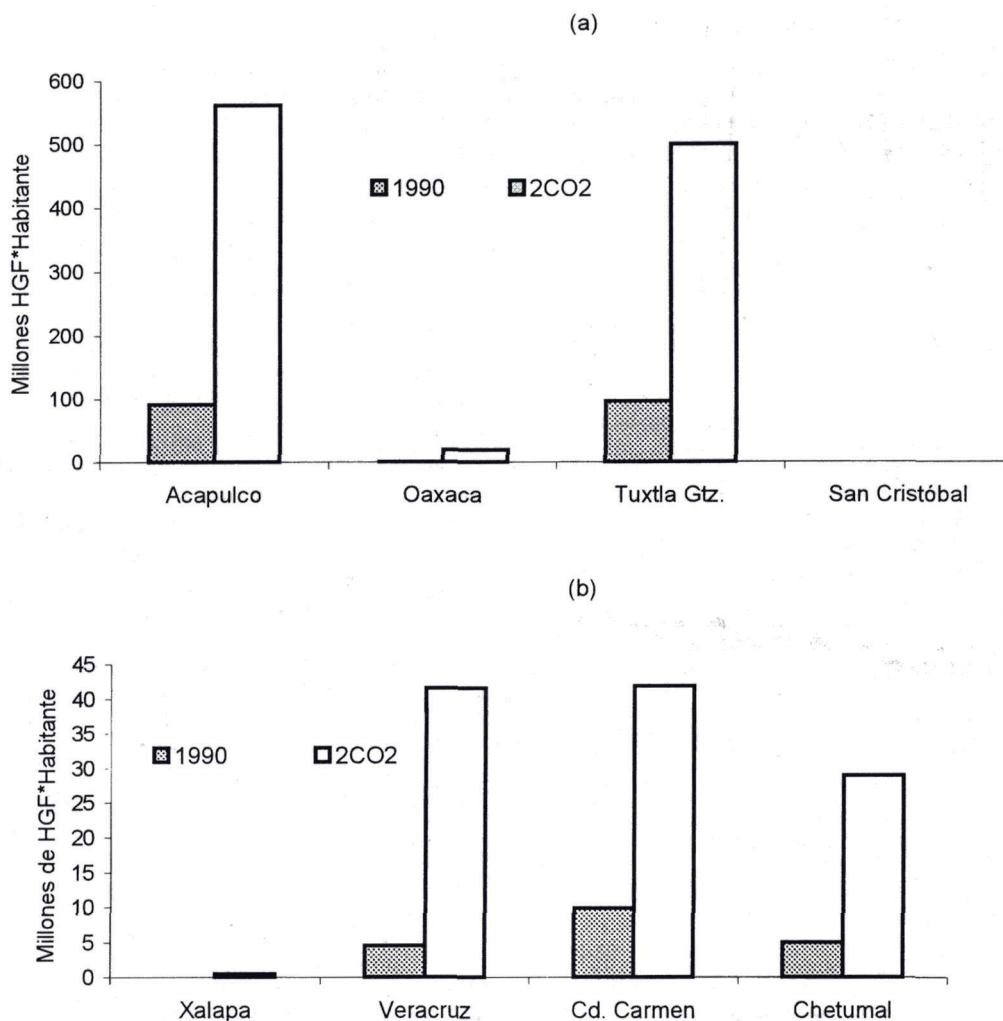 (a)
Millones HGF*Habitante
600
500
400
300
200
100
0
1990 2CO2
Acapulco Oaxaca Tuxtla Gtz. San Cristóbal
(b)
Millones de HGF*Habitante
45
40
35
30
25
20
15
10
5
0
1990 2CO2
Xalapa Veracruz Cd. Carmen Chetumal